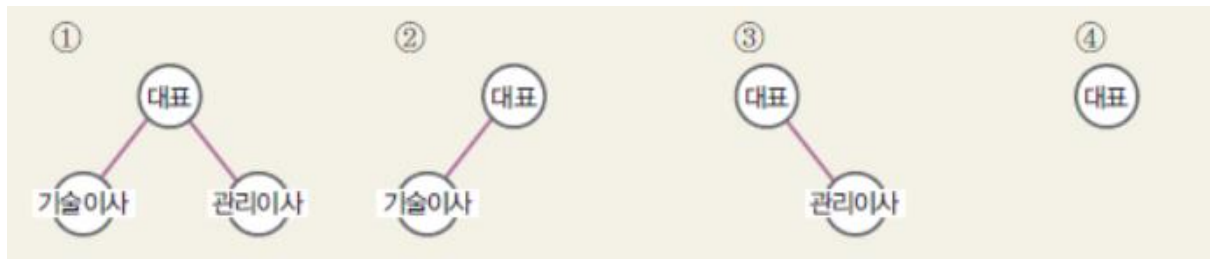 ① ② ③ ④
대표 대표 대표 대표
기술이사 관리이사 기술이사 관리이사